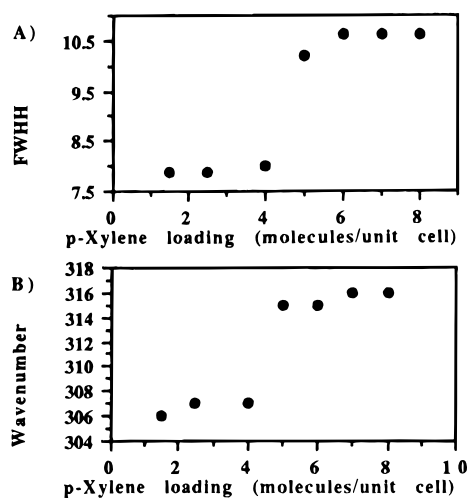 A)
10.5
9.5
8.5
7.5
FWHH
0 2 4 6 8
p-Xylene loading (molecules/unit cell)
B)
318
316
314
312
310
308
306
304
Wavenumber
0 2 4 6 8 10
p-Xylene loading (molecules/unit cell)